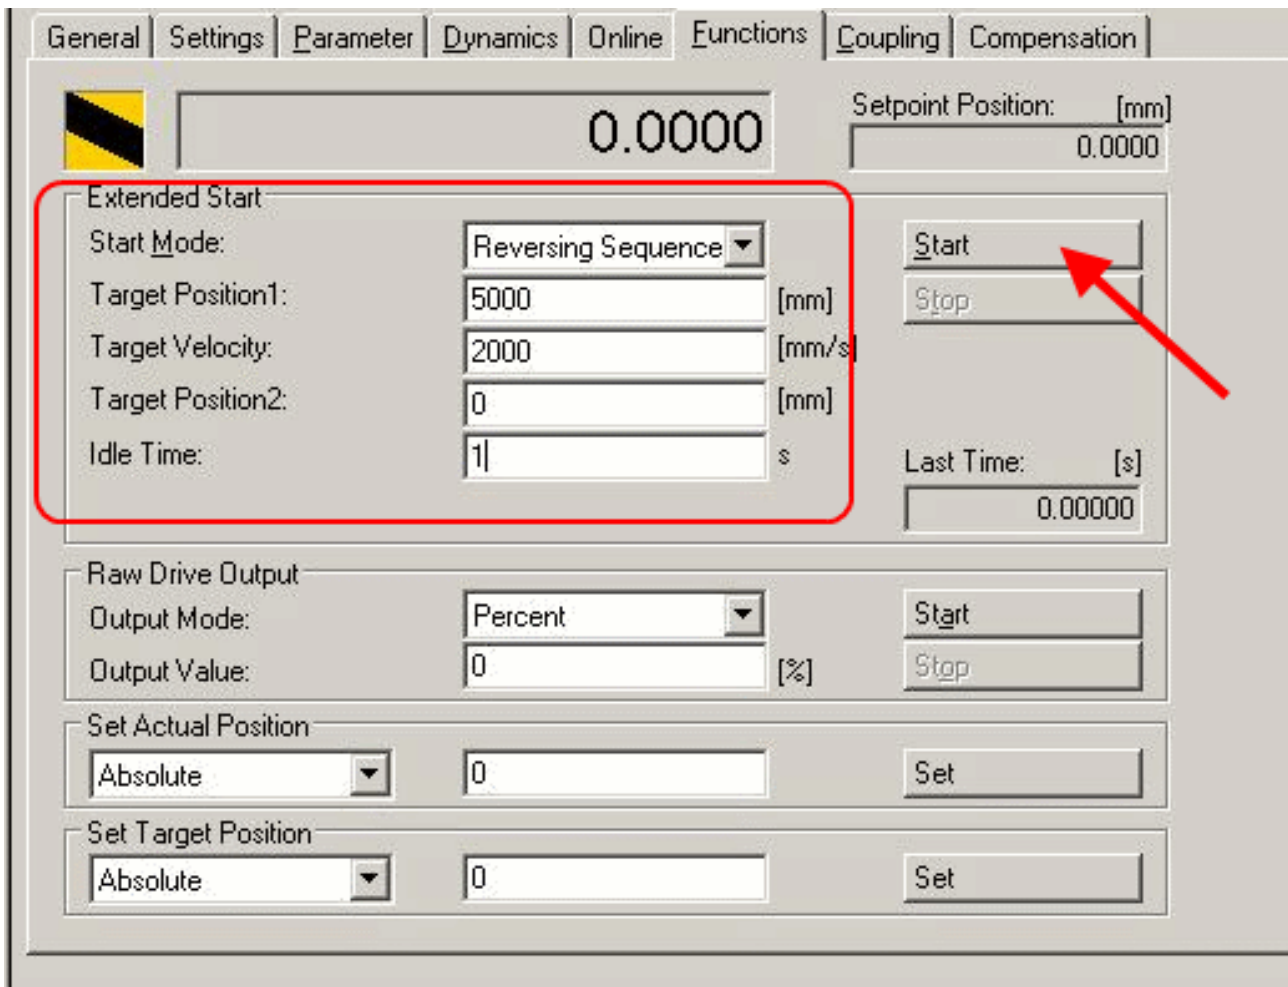 General Settings Parameter Dynamics Online Functions Coupling Compensation
0.0000
Setpoint Position: [mm]
0.0000
Extended Start
Start Mode: Reversing Sequence Start
Target Position1: 5000 [mm] Stop
Target Velocity: 2000 [mm/s]
Target Position2: 0 [mm]
Idle Time: 1 s
Last Time: [s]
0.00000
Raw Drive Output
Output Mode: Percent Start
Output Value: 0 [%] Stop
Set Actual Position
Absolute 0 Set
Set Target Position
Absolute 0 Set